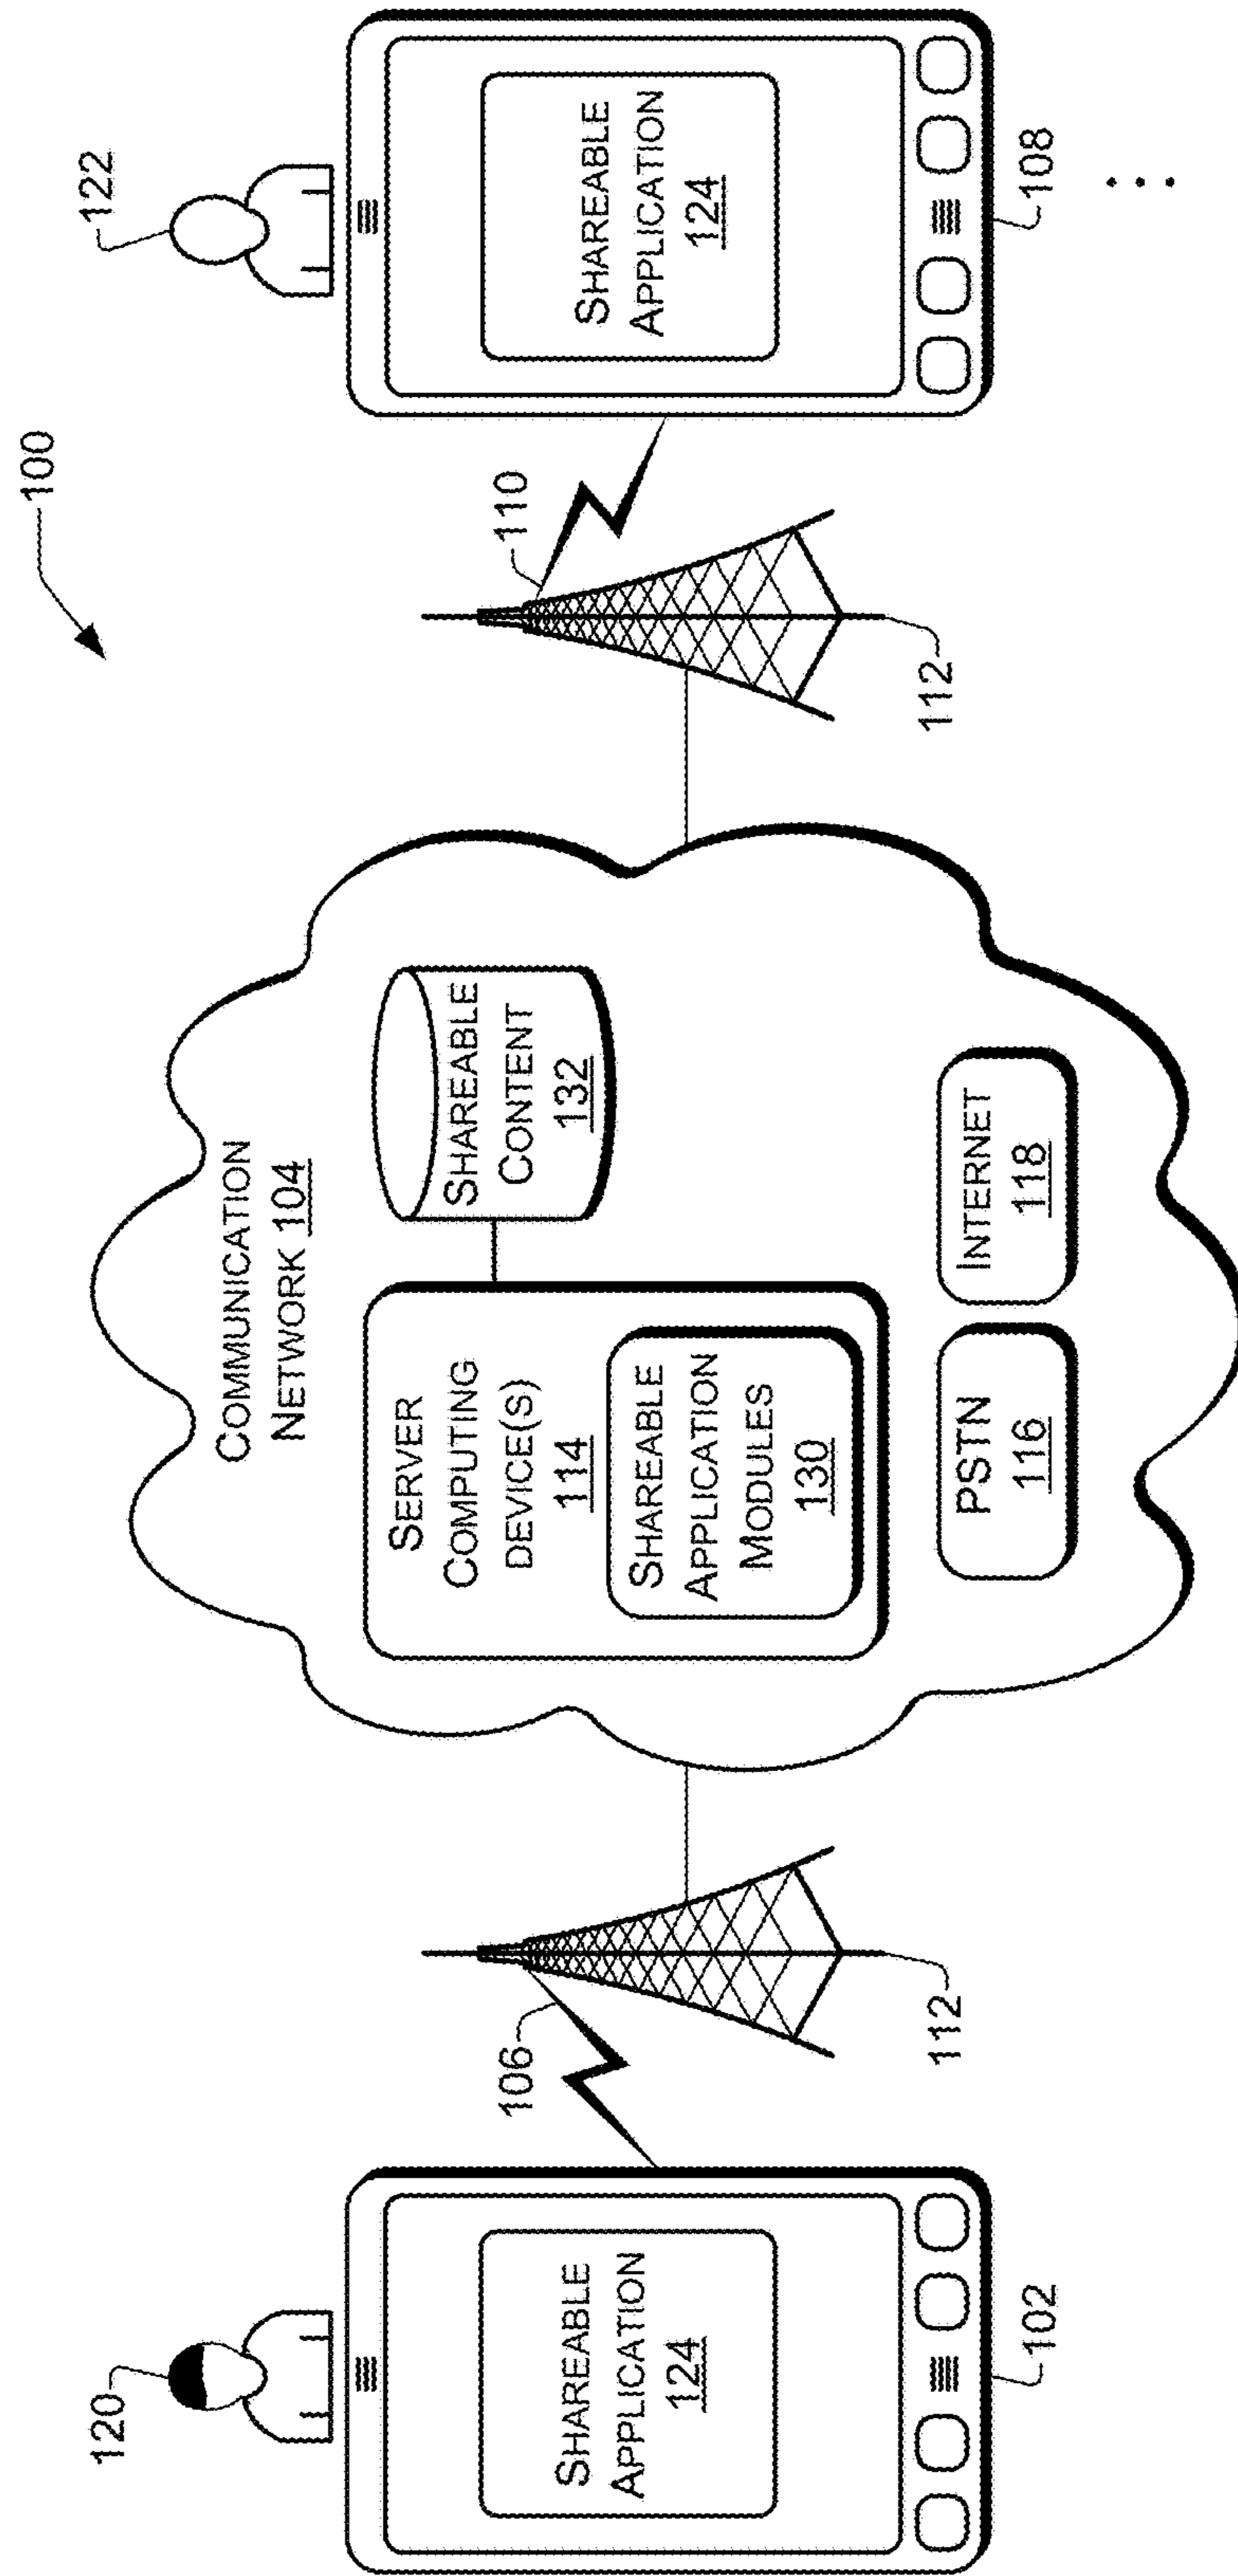 100
120
122
COMMUNICATION
NETWORK 104
SHAREABLE
APPLICATION
124
106
SERVER
COMPUTING
DEVICE(S)
114
SHAREABLE
APPLICATION
MODULES
130
SHAREABLE
CONTENT
132
110
SHAREABLE
APPLICATION
124
102
112
PSTN
116
INTERNET
118
112
108